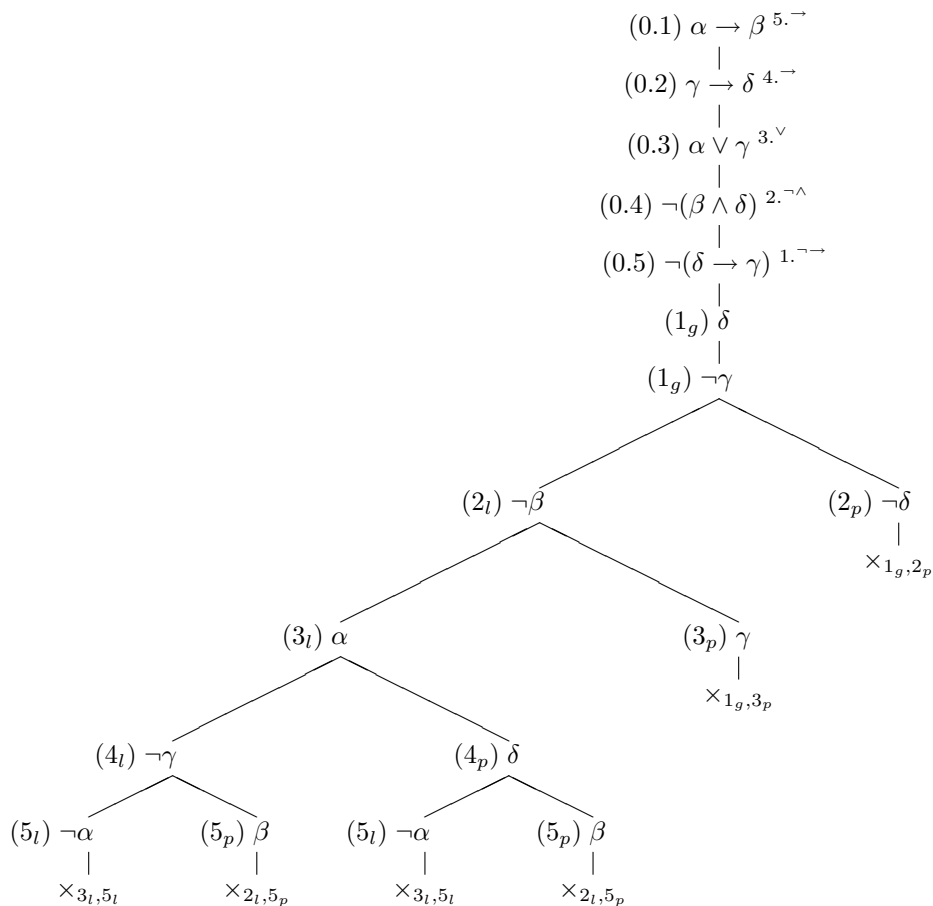 (0.1) α → β ⁵·→
(0.2) γ → δ ⁴·→
(0.3) α ∨ γ ³·∨
(0.4) ¬(β ∧ δ) ²·¬∧
(0.5) ¬(δ → γ) ¹·¬→
(1_g) δ
(1_g) ¬γ
(2_l) ¬β (2_p) ¬δ
×_{1_g,2_p}
(3_l) α (3_p) γ
×_{1_g,3_p}
(4_l) ¬γ (4_p) δ
(5_l) ¬α (5_p) β (5_l) ¬α (5_p) β
×_{3_l,5_l} ×_{2_l,5_p} ×_{3_l,5_l} ×_{2_l,5_p}